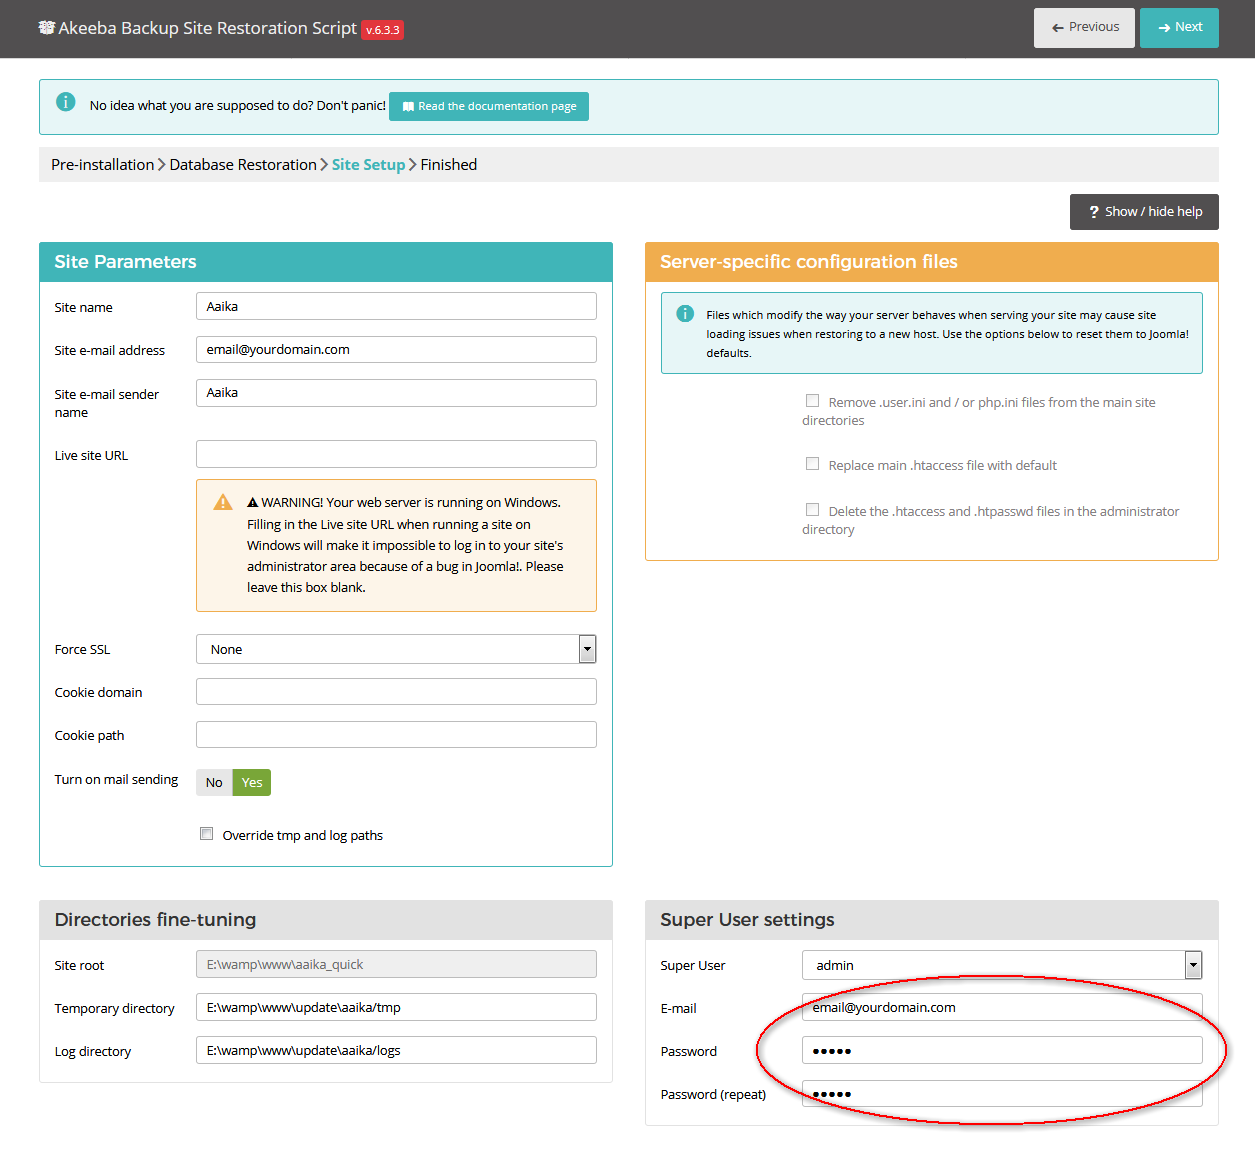 Akeeba Backup Site Restoration Script v.6.3.3
Previous
Next
No idea what you are supposed to do? Don't panic! Read the documentation page
Pre-installation Database Restoration Site Setup Finished
? Show / hide help
Site Parameters
Site name
Aaika
Site e-mail address
email@yourdomain.com
Site e-mail sender
name
Aaika
Live site URL
WARNING! Your web server is running on Windows.
Filling in the Live site URL when running a site on
Windows will make it impossible to log in to your site's
administrator area because of a bug in Joomla!. Please
leave this box blank.
Force SSL
None
Cookie domain
Cookie path
Turn on mail sending
No Yes
Override tmp and log paths
Server-specific configuration files
Files which modify the way your server behaves when serving your site may cause site
loading issues when restoring to a new host. Use the options below to reset them to Joomla!
defaults.
Remove .user.ini and / or php.ini files from the main site
directories
Replace main .htaccess file with default
Delete the .htaccess and .htpasswd files in the administrator
directory
Directories fine-tuning
Site root
E:\wamp\www\aaika_quick
Temporary directory
E:\wamp\www\update\aaika/tmp
Log directory
E:\wamp\www\update\aaika/logs
Super User settings
Super User
admin
E-mail
email@yourdomain.com
Password
●●●●●
Password (repeat)
●●●●●